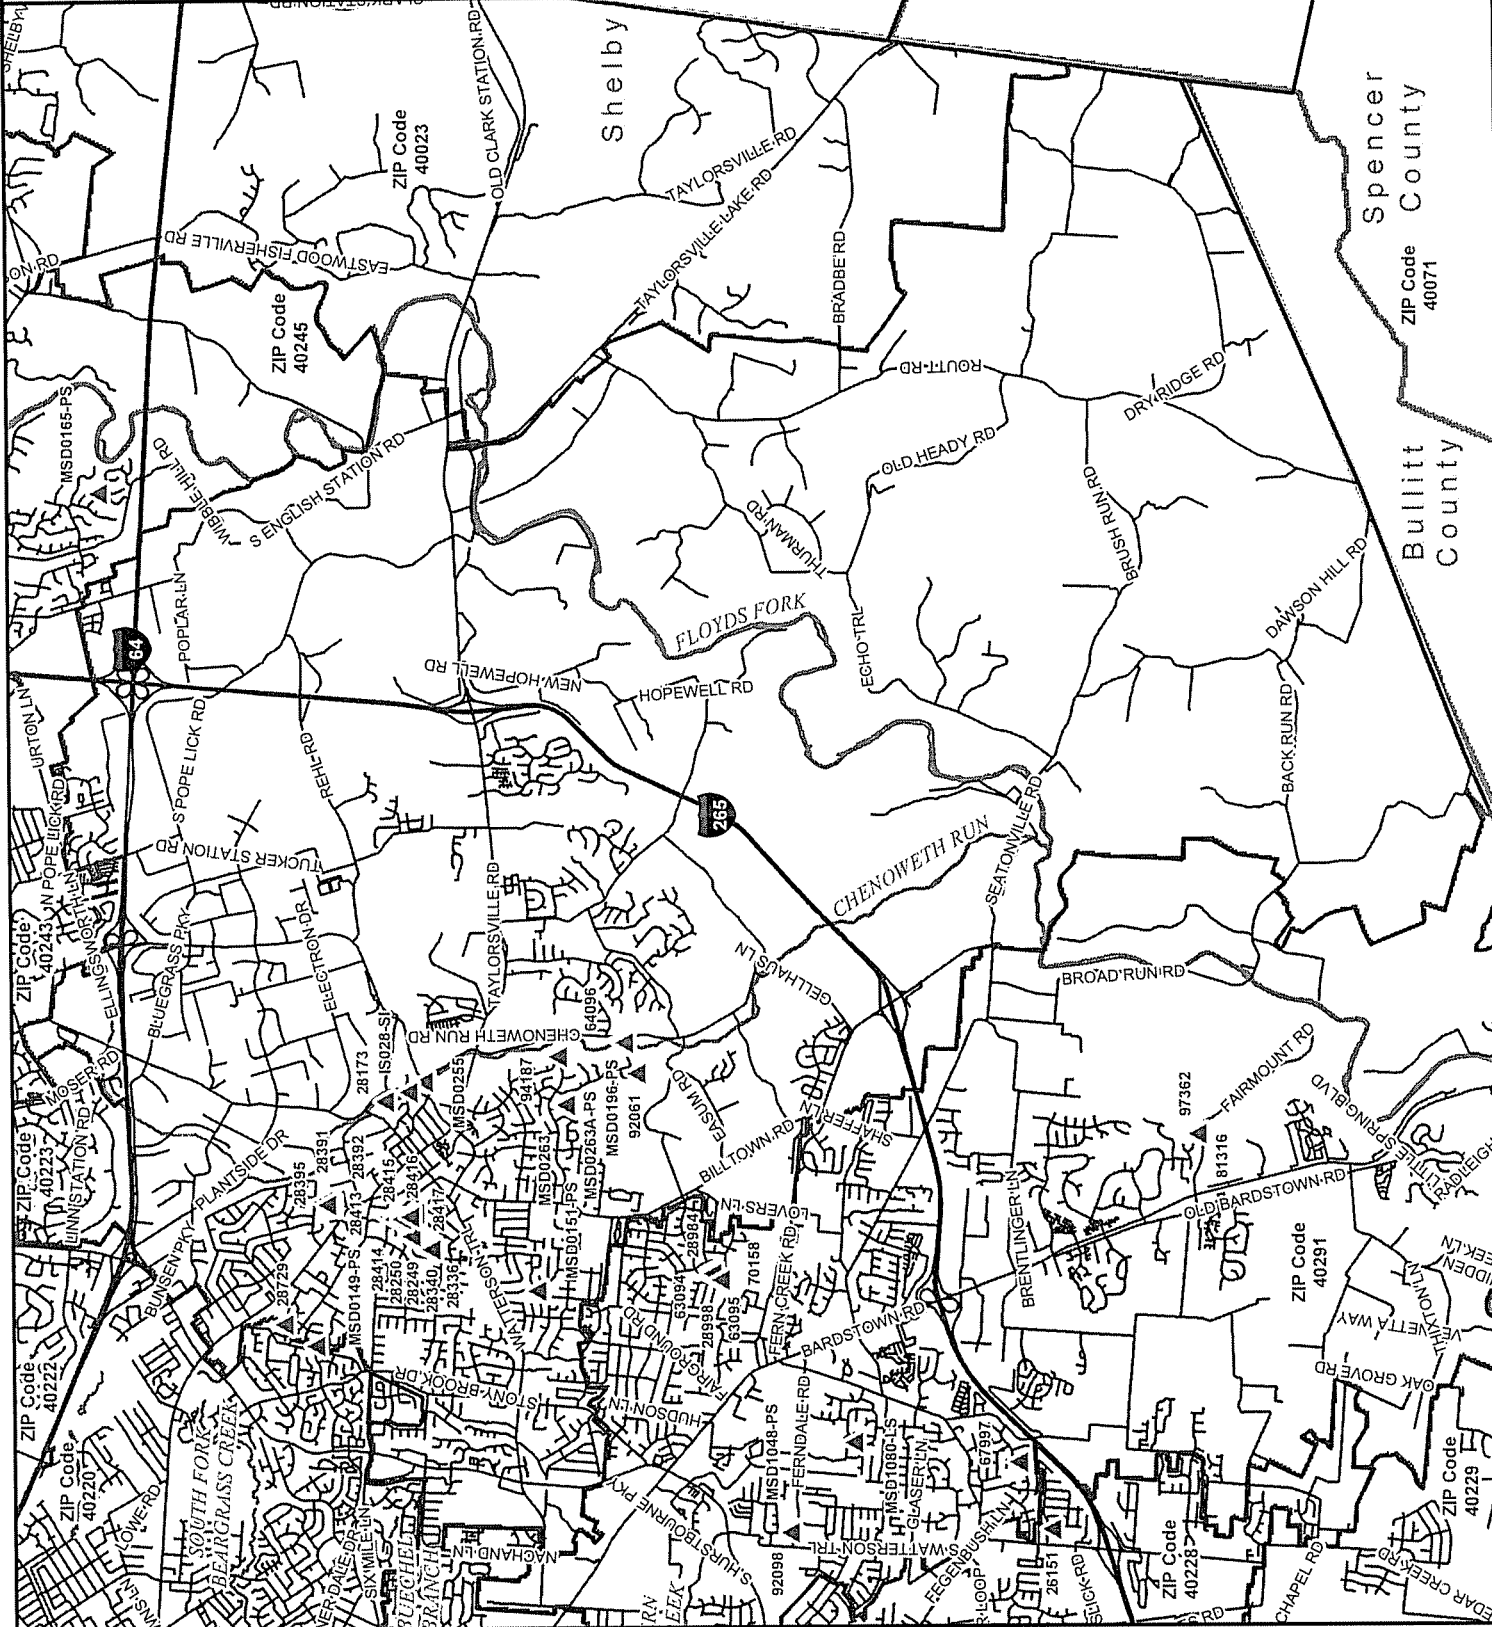 CLARK STATION RD
Shelby
OLD CLARK STATION RD
ZIP Code
40023
TAYLORSVILLE RD
TAYLORSVILLE LAKE RD
Spencer
County
EASTWOOD FISHERVILLE RD
ZIP Code
40245
BRADBE RD
ZIP Code
40071
MSD0165-PS
ROUTT RD
DRY RIDGE RD
WIBBLE HILL RD
S ENGLISH STATION RD
OLD HEADY RD
Bullitt
County
THURMAN RD
BRUSH RUN RD
POPLAR LN
FLOYDS FORK
ECHO TRL
DAWSON HILL RD
64
NEW HOPEWELL RD
HOPEWELL RD
BACK RUN RD
URTON LN
S POPE LICK RD
REHL RD
N POPE LICK RD
265
TUCKER STATION RD
CHENOWETH RUN
SEATONVILLE RD
ZIP Code
40243
ELLINGSWORTH LN
BLUEGRASS PKY
ELECTRON DR
TAYLORSVILLE RD
GELLHAUS LN
BROAD RUN RD
MOSER RD
28173
IS028-SI
CHENOWETH RUN RD
64096
MSD0255
94187
MSD0196-PS
92061
EASUM RD
FAIRMOUNT RD
97362
LITTLE SPRING BLVD
ZIP Code
40223
LINN STATION RD
PLANTSIDE DR
28395
28391
28392
28413
28415
28416
28417
MSD0263
MSD0263A-PS
BILLTOWN RD
SHAFFER LN
81316
MSD0151-PS
LOVERS LN
OLD BARDSTOWN RD
BUNSEN PKY
28729
MSD0149-PS
28414
28250
28249
28340
28336
WATTERSON TRL
28984
70158
63094
28998
63095
FERN CREEK RD
BRENTLINGER LN
ZIP Code
40291
ZIP Code
40222
STONY BROOK DR
FAIRGROUND RD
BARDSTOWN RD
VENNETTA WAY
THIXTON LN
OAK GROVE RD
HUDSON LN
ZIP Code
40220
SOUTH FORK
BEARGRASS CREEK
LOWE RD
MSD1048-PS
FERNDALE RD
MSD1080-LS
GLASER LN
67997
ZIP Code
40229
SIX MILE LN
BUECHEL
BRANCH
NACHAND LN
S HURSTBOURNE PKY
92098
S WATTERSON TRL
FEGENBUSH LN
26151
ZIP Code
40228
CHAPEL RD